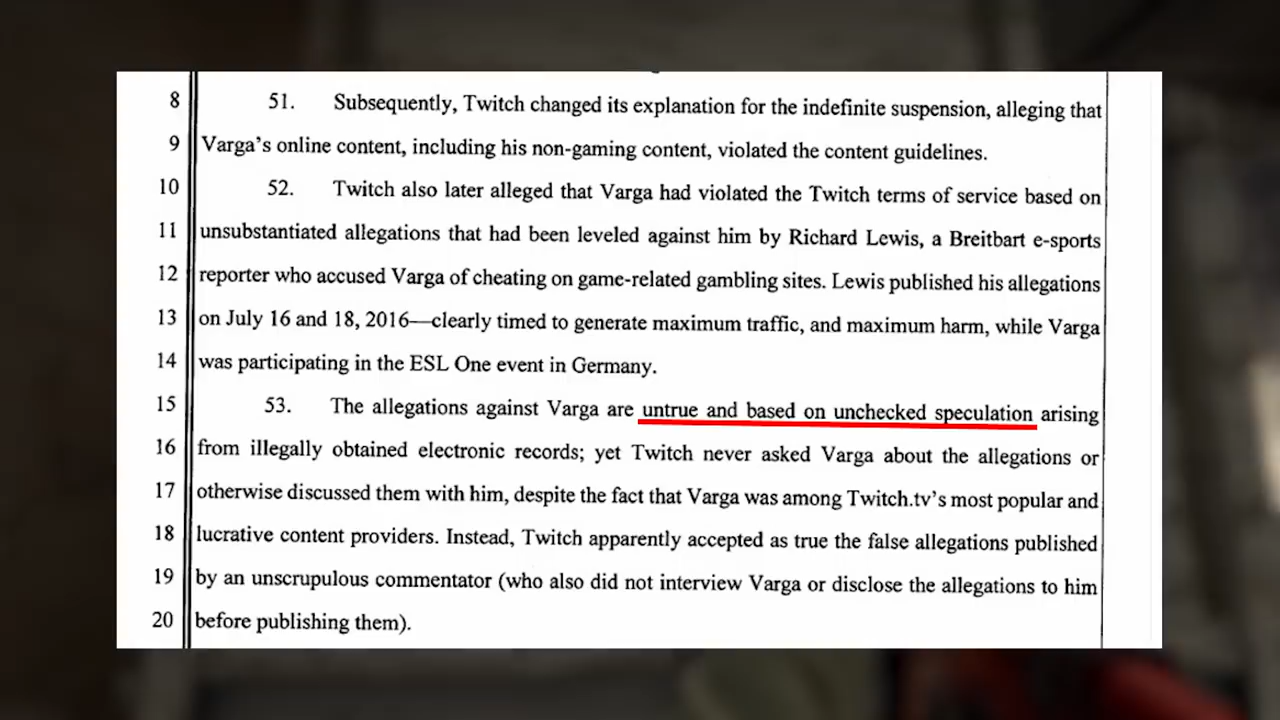 8 51. Subsequently, Twitch changed its explanation for the indefinite suspension, alleging that
9 Varga's online content, including his non-gaming content, violated the content guidelines.
10 52. Twitch also later alleged that Varga had violated the Twitch terms of service based on
11 unsubstantiated allegations that had been leveled against him by Richard Lewis, a Breitbart e-sports
12 reporter who accused Varga of cheating on game-related gambling sites. Lewis published his allegations
13 on July 16 and 18, 2016—clearly timed to generate maximum traffic, and maximum harm, while Varga
14 was participating in the ESL One event in Germany.
15 53. The allegations against Varga are untrue and based on unchecked speculation arising
16 from illegally obtained electronic records; yet Twitch never asked Varga about the allegations or
17 otherwise discussed them with him, despite the fact that Varga was among Twitch.tv's most popular and
18 lucrative content providers. Instead, Twitch apparently accepted as true the false allegations published
19 by an unscrupulous commentator (who also did not interview Varga or disclose the allegations to him
20 before publishing them).